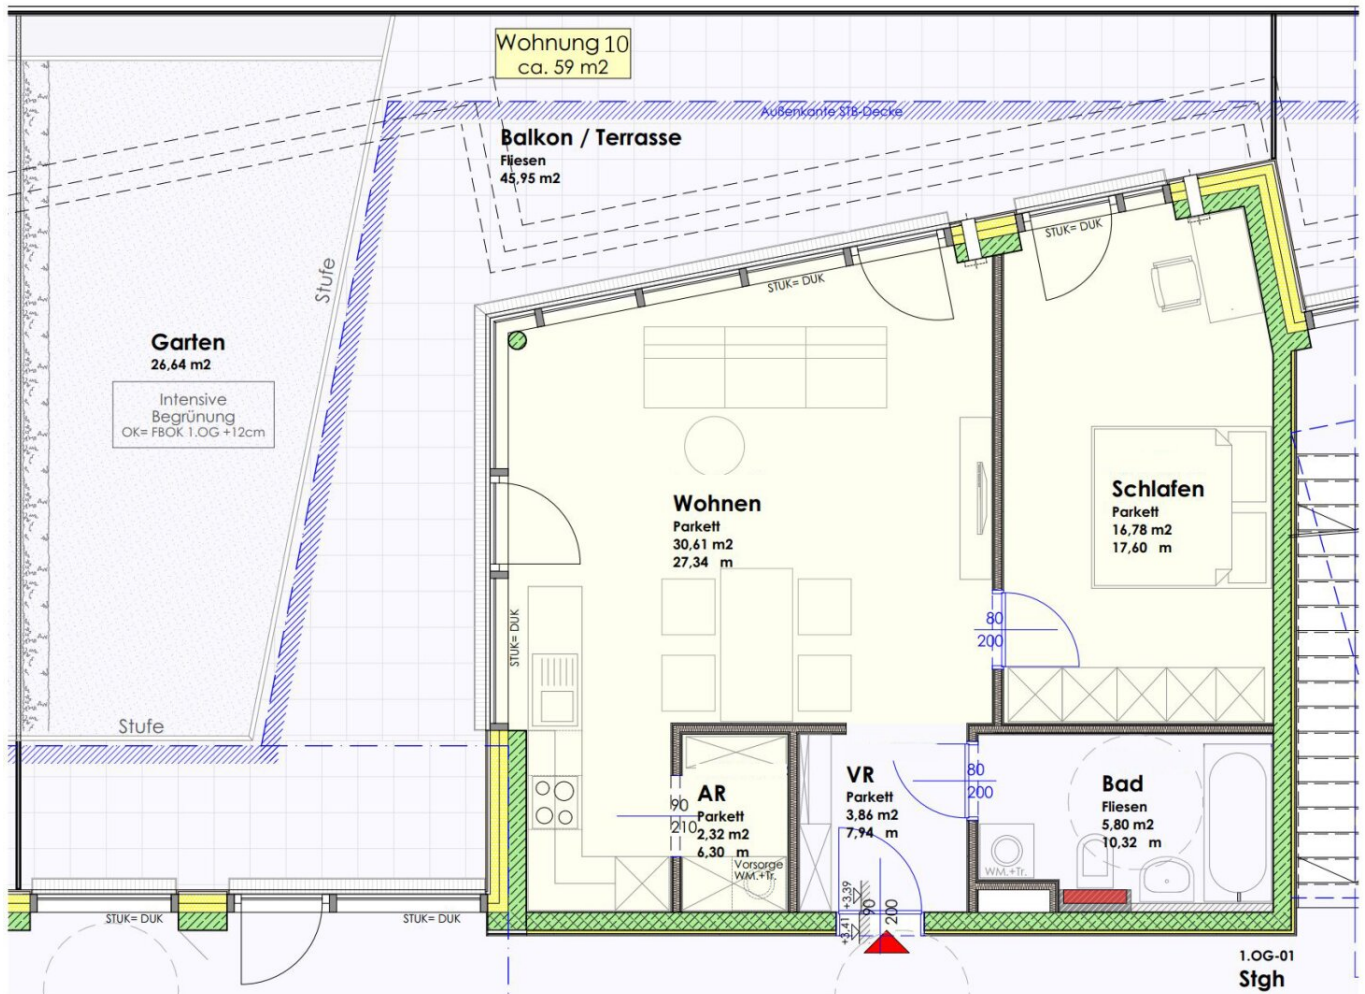 Wohnung 10
ca. 59 m2
Außenkante STB-Decke
Balkon / Terrasse
Fliesen
45,95 m2
STUK= DUK
STUK= DUK
Stufe
Garten
26,64 m2
Intensive
Begrünung
OK= FBOK 1.OG +12cm
Wohnen
Parkett
30,61 m2
27,34 m
Schlafen
Parkett
16,78 m2
17,60 m
STUK= DUK
80
200
Stufe
AR
Parkett
2,32 m2
6,30 m
90
210
Vorsorge
WM.+Tr.
VR
Parkett
3,86 m2
7,94 m
80
200
Bad
Fliesen
5,80 m2
10,32 m
WM.+Tr.
+3,39
+3,41
90
200
STUK= DUK
STUK= DUK
1.OG-01
Stgh